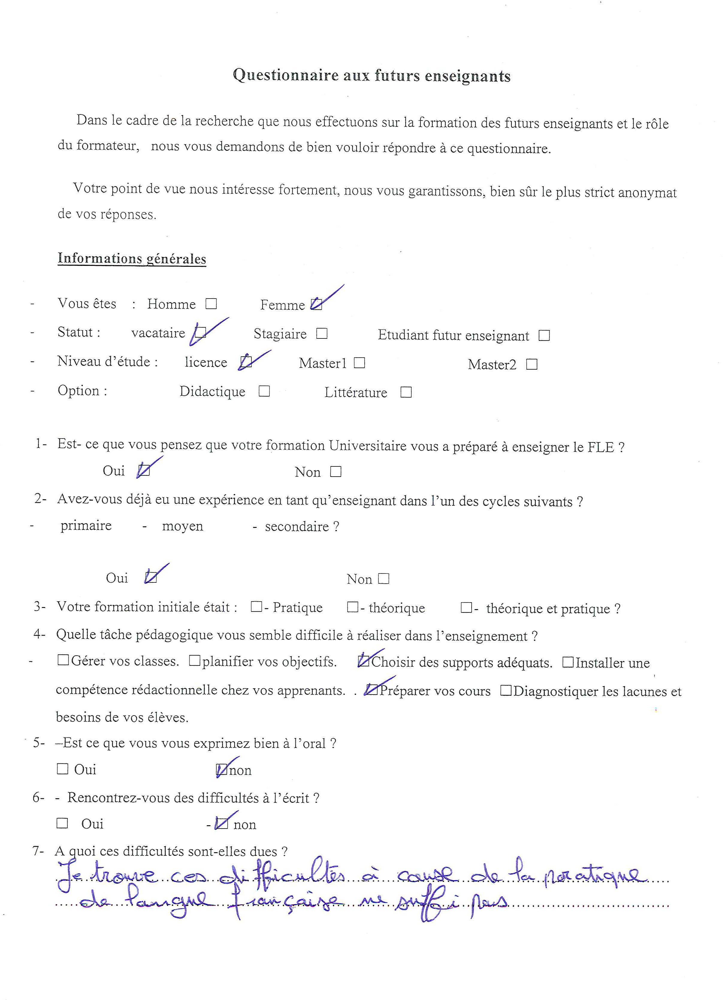 Questionnaire aux futurs enseignants
Dans le cadre de la recherche que nous effectuons sur la formation des futurs enseignants et le rôle
du formateur, nous vous demandons de bien vouloir répondre à ce questionnaire.
Votre point de vue nous intéresse fortement, nous vous garantissons, bien sûr le plus strict anonymat
de vos réponses.
Informations générales
- Vous êtes : Homme ☐ Femme ☑
- Statut : vacataire ☑ Stagiaire ☐ Etudiant futur enseignant ☐
- Niveau d'étude : licence ☑ Master1 ☐ Master2 ☐
- Option : Didactique ☐ Littérature ☐
1- Est- ce que vous pensez que votre formation Universitaire vous a préparé à enseigner le FLE ?
Oui ☑ Non ☐
2- Avez-vous déjà eu une expérience en tant qu'enseignant dans l'un des cycles suivants ?
- primaire - moyen - secondaire ?
Oui ☑ Non ☐
3- Votre formation initiale était : ☐- Pratique ☐- théorique ☐- théorique et pratique ?
4- Quelle tâche pédagogique vous semble difficile à réaliser dans l'enseignement ?
- ☐Gérer vos classes. ☐planifier vos objectifs. ☑Choisir des supports adéquats. ☐Installer une
compétence rédactionnelle chez vos apprenants. . ☑Préparer vos cours ☐Diagnostiquer les lacunes et
besoins de vos élèves.
5- –Est ce que vous vous exprimez bien à l'oral ?
☐ Oui ☑non
6- - Rencontrez-vous des difficultés à l'écrit ?
☐ Oui -☑ non
7- A quoi ces difficultés sont-elles dues ?
Je trouve ces difficultés à cause de la pratique
de langue française ne suffi pas